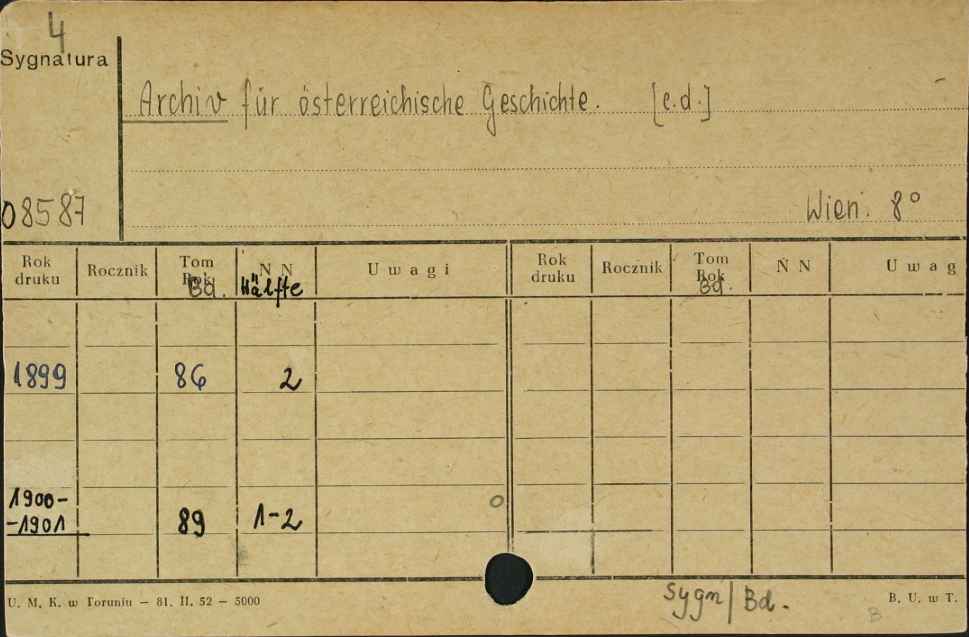 4
Sygnatura
Archiv für österreichische Geschichte. [e.d.]
08587
Wien. 8°
Rok druku Rocznik Tom Rok Bd. N N Hälfte Uwagi Rok druku Rocznik Tom Rok Bd. N N Uwag
1899 86 2
1900-
-1901 89 1-2
U. M. K. w Toruniu — 81. II. 52 — 5000
Sygn/Bd.
B. U. w T.
B